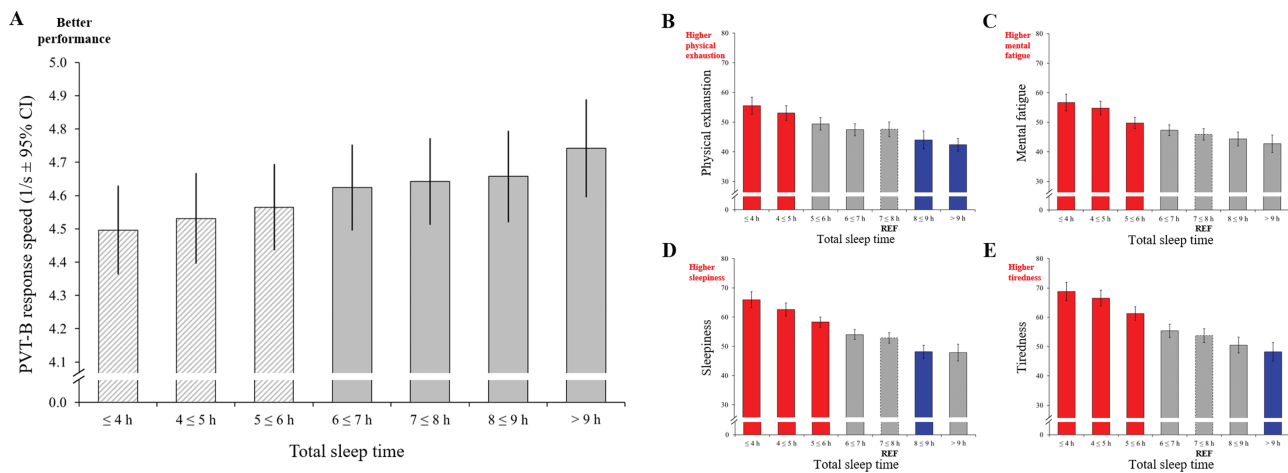 A
Better
performance
PVT-B response speed (1/s ± 95% CI)
5.0
4.9
4.8
4.7
4.6
4.5
4.4
4.3
4.2
4.1
0.0
≤ 4 h
4 ≤ 5 h
5 ≤ 6 h
6 ≤ 7 h
7 ≤ 8 h
8 ≤ 9 h
> 9 h
Total sleep time
B
Higher
physical
exhaustion
Physical exhaustion
80
70
60
50
40
30
0
≤ 4 h
4 ≤ 5 h
5 ≤ 6 h
6 ≤ 7 h
7 ≤ 8 h
8 ≤ 9 h
> 9 h
REF
Total sleep time
C
Higher
mental
fatigue
Mental fatigue
80
70
60
50
40
30
0
≤ 4 h
4 ≤ 5 h
5 ≤ 6 h
6 ≤ 7 h
7 ≤ 8 h
8 ≤ 9 h
> 9 h
REF
Total sleep time
D
Higher
sleepiness
Sleepiness
80
70
60
50
40
30
0
≤ 4 h
4 ≤ 5 h
5 ≤ 6 h
6 ≤ 7 h
7 ≤ 8 h
8 ≤ 9 h
> 9 h
REF
Total sleep time
E
Higher
tiredness
Tiredness
80
70
60
50
40
30
0
≤ 4 h
4 ≤ 5 h
5 ≤ 6 h
6 ≤ 7 h
7 ≤ 8 h
8 ≤ 9 h
> 9 h
REF
Total sleep time